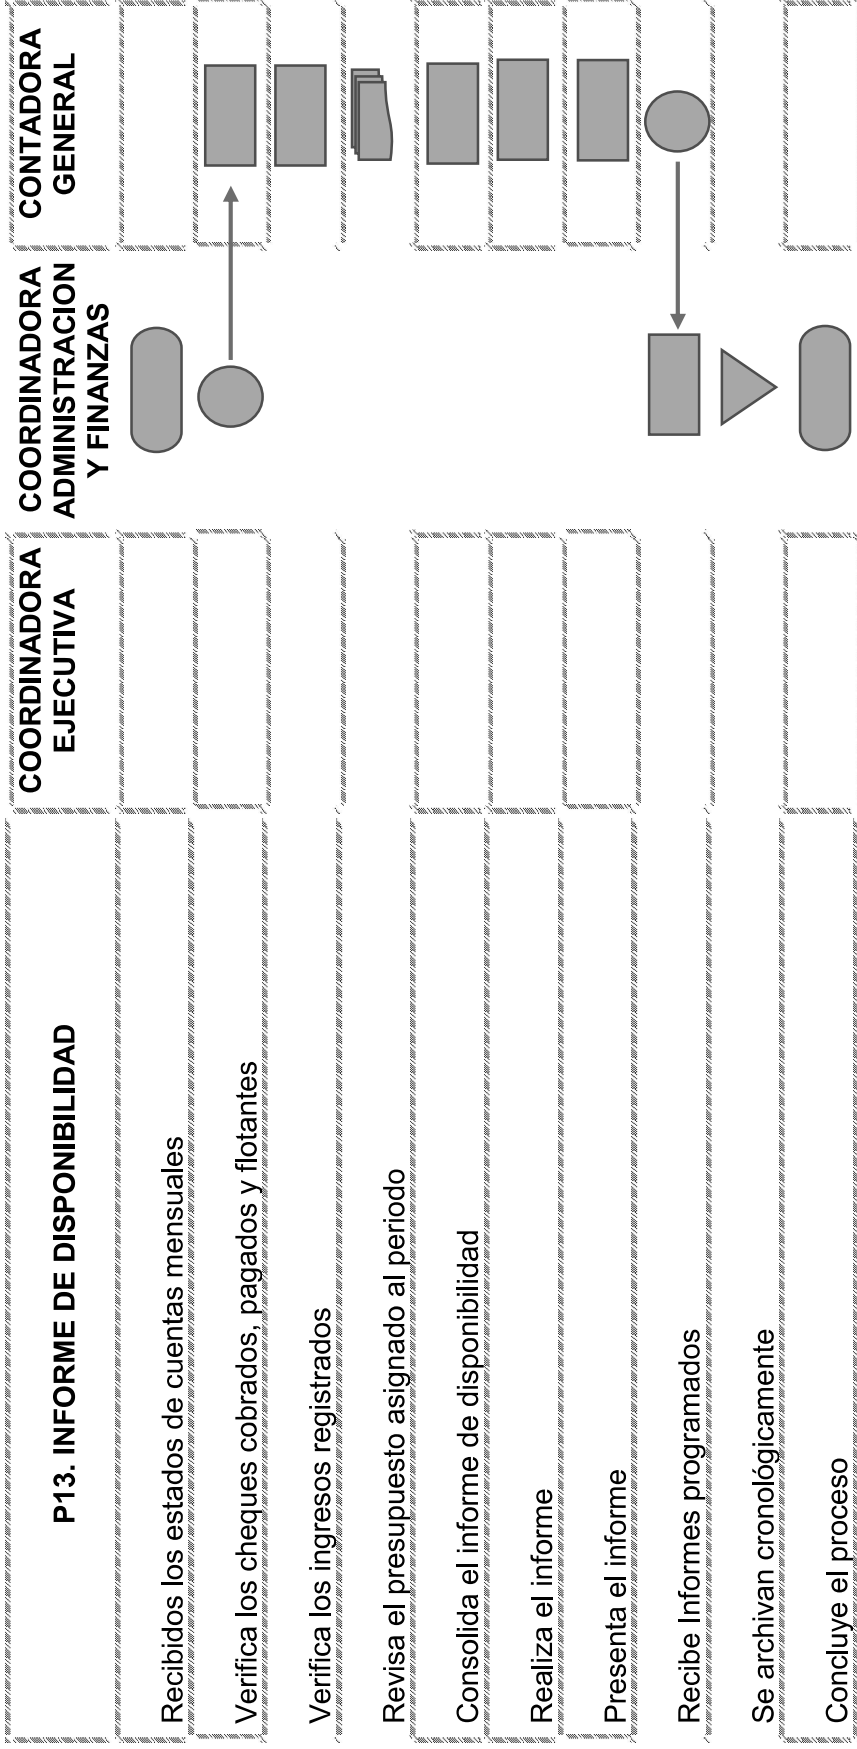 P13. INFORME DE DISPONIBILIDAD
COORDINADORA
EJECUTIVA
COORDINADORA
ADMINISTRACION
Y FINANZAS
CONTADORA
GENERAL
Recibidos los estados de cuentas mensuales
Verifica los cheques cobrados, pagados y flotantes
Verifica los ingresos registrados
Revisa el presupuesto asignado al periodo
Consolida el informe de disponibilidad
Realiza el informe
Presenta el informe
Recibe Informes programados
Se archivan cronológicamente
Concluye el proceso